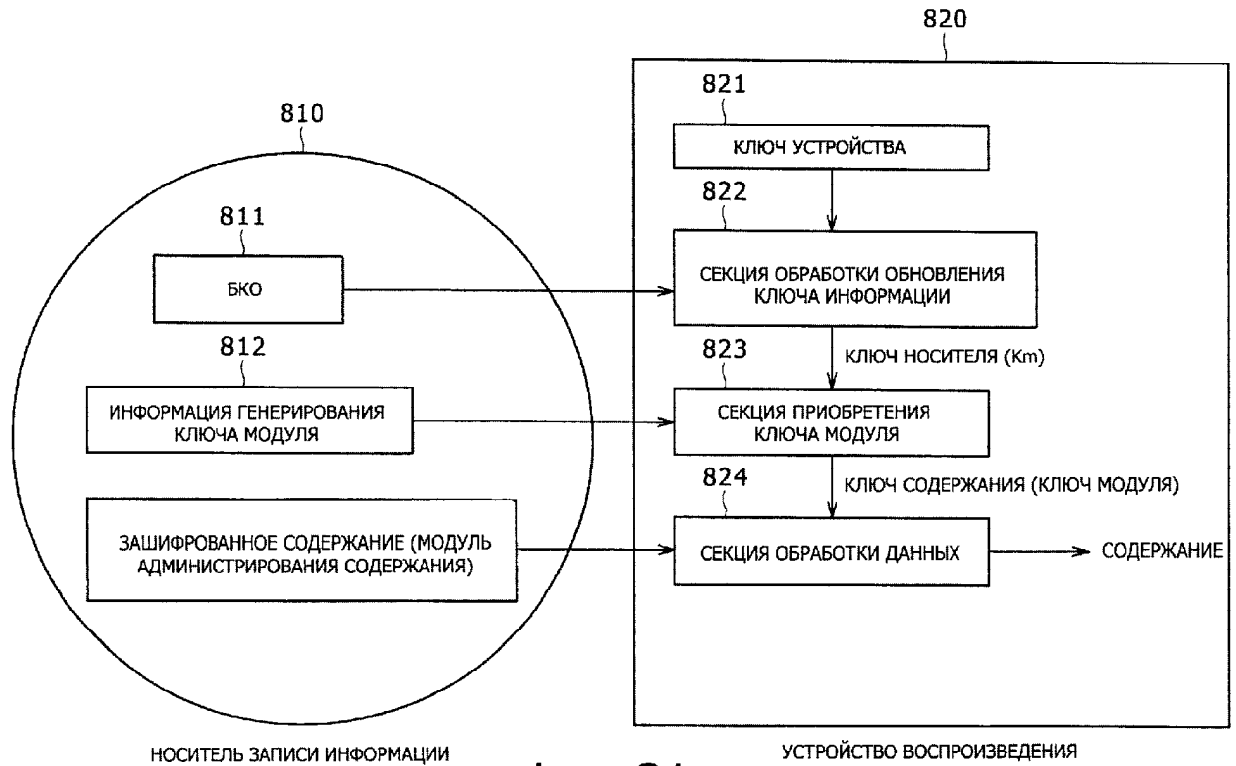 820
821
КЛЮЧ УСТРОЙСТВА
810
822
811
БКО
СЕКЦИЯ ОБРАБОТКИ ОБНОВЛЕНИЯ
КЛЮЧА ИНФОРМАЦИИ
812
823
КЛЮЧ НОСИТЕЛЯ (Km)
ИНФОРМАЦИЯ ГЕНЕРИРОВАНИЯ
КЛЮЧА МОДУЛЯ
СЕКЦИЯ ПРИОБРЕТЕНИЯ
КЛЮЧА МОДУЛЯ
824
КЛЮЧ СОДЕРЖАНИЯ (КЛЮЧ МОДУЛЯ)
ЗАШИФРОВАННОЕ СОДЕРЖАНИЕ (МОДУЛЬ
АДМИНИСТРИРОВАНИЯ СОДЕРЖАНИЯ)
СЕКЦИЯ ОБРАБОТКИ ДАННЫХ
СОДЕРЖАНИЕ
НОСИТЕЛЬ ЗАПИСИ ИНФОРМАЦИИ
УСТРОЙСТВО ВОСПРОИЗВЕДЕНИЯ